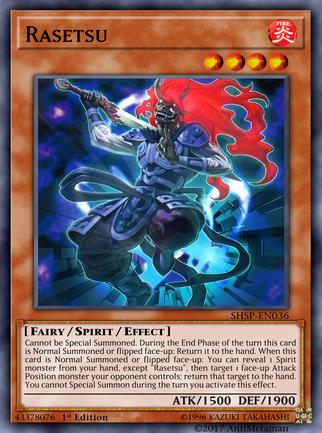 Rasetsu
FIRE
炎
SHSP-EN036
[Fairy / Spirit / Effect]
Cannot be Special Summoned. During the End Phase of the turn this card
is Normal Summoned or flipped face-up: Return it to the hand. When this
card is Normal Summoned or flipped face-up: You can reveal 1 Spirit
monster from your hand, except "Rasetsu", then target 1 face-up Attack
Position monster your opponent controls; return that target to the hand.
You cannot Special Summon during the turn you activate this effect.
ATK/1500 DEF/1900
43378076 1st Edition ©1996 KAZUKI TAKAHASHI
©2017 AntiMetaman